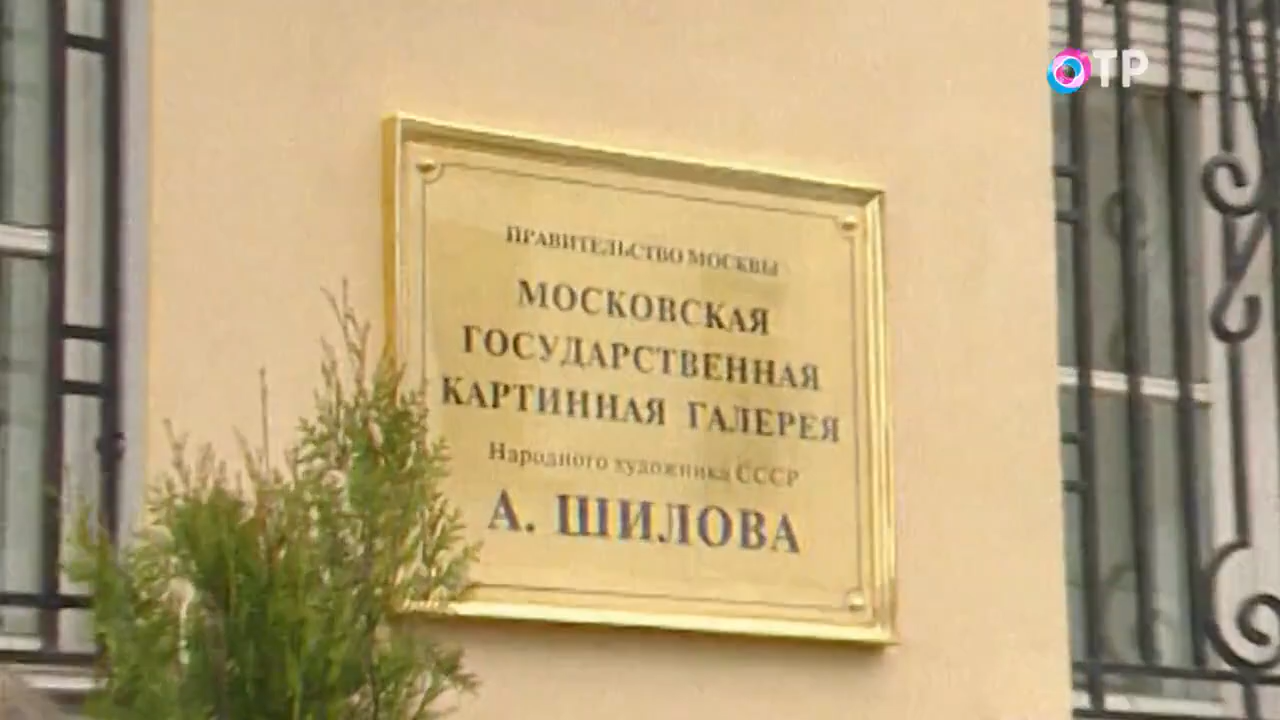 ОТР
ПРАВИТЕЛЬСТВО МОСКВЫ
МОСКОВСКАЯ
ГОСУДАРСТВЕННАЯ
КАРТИННАЯ ГАЛЕРЕЯ
Народного художника СССР
А. ШИЛОВА